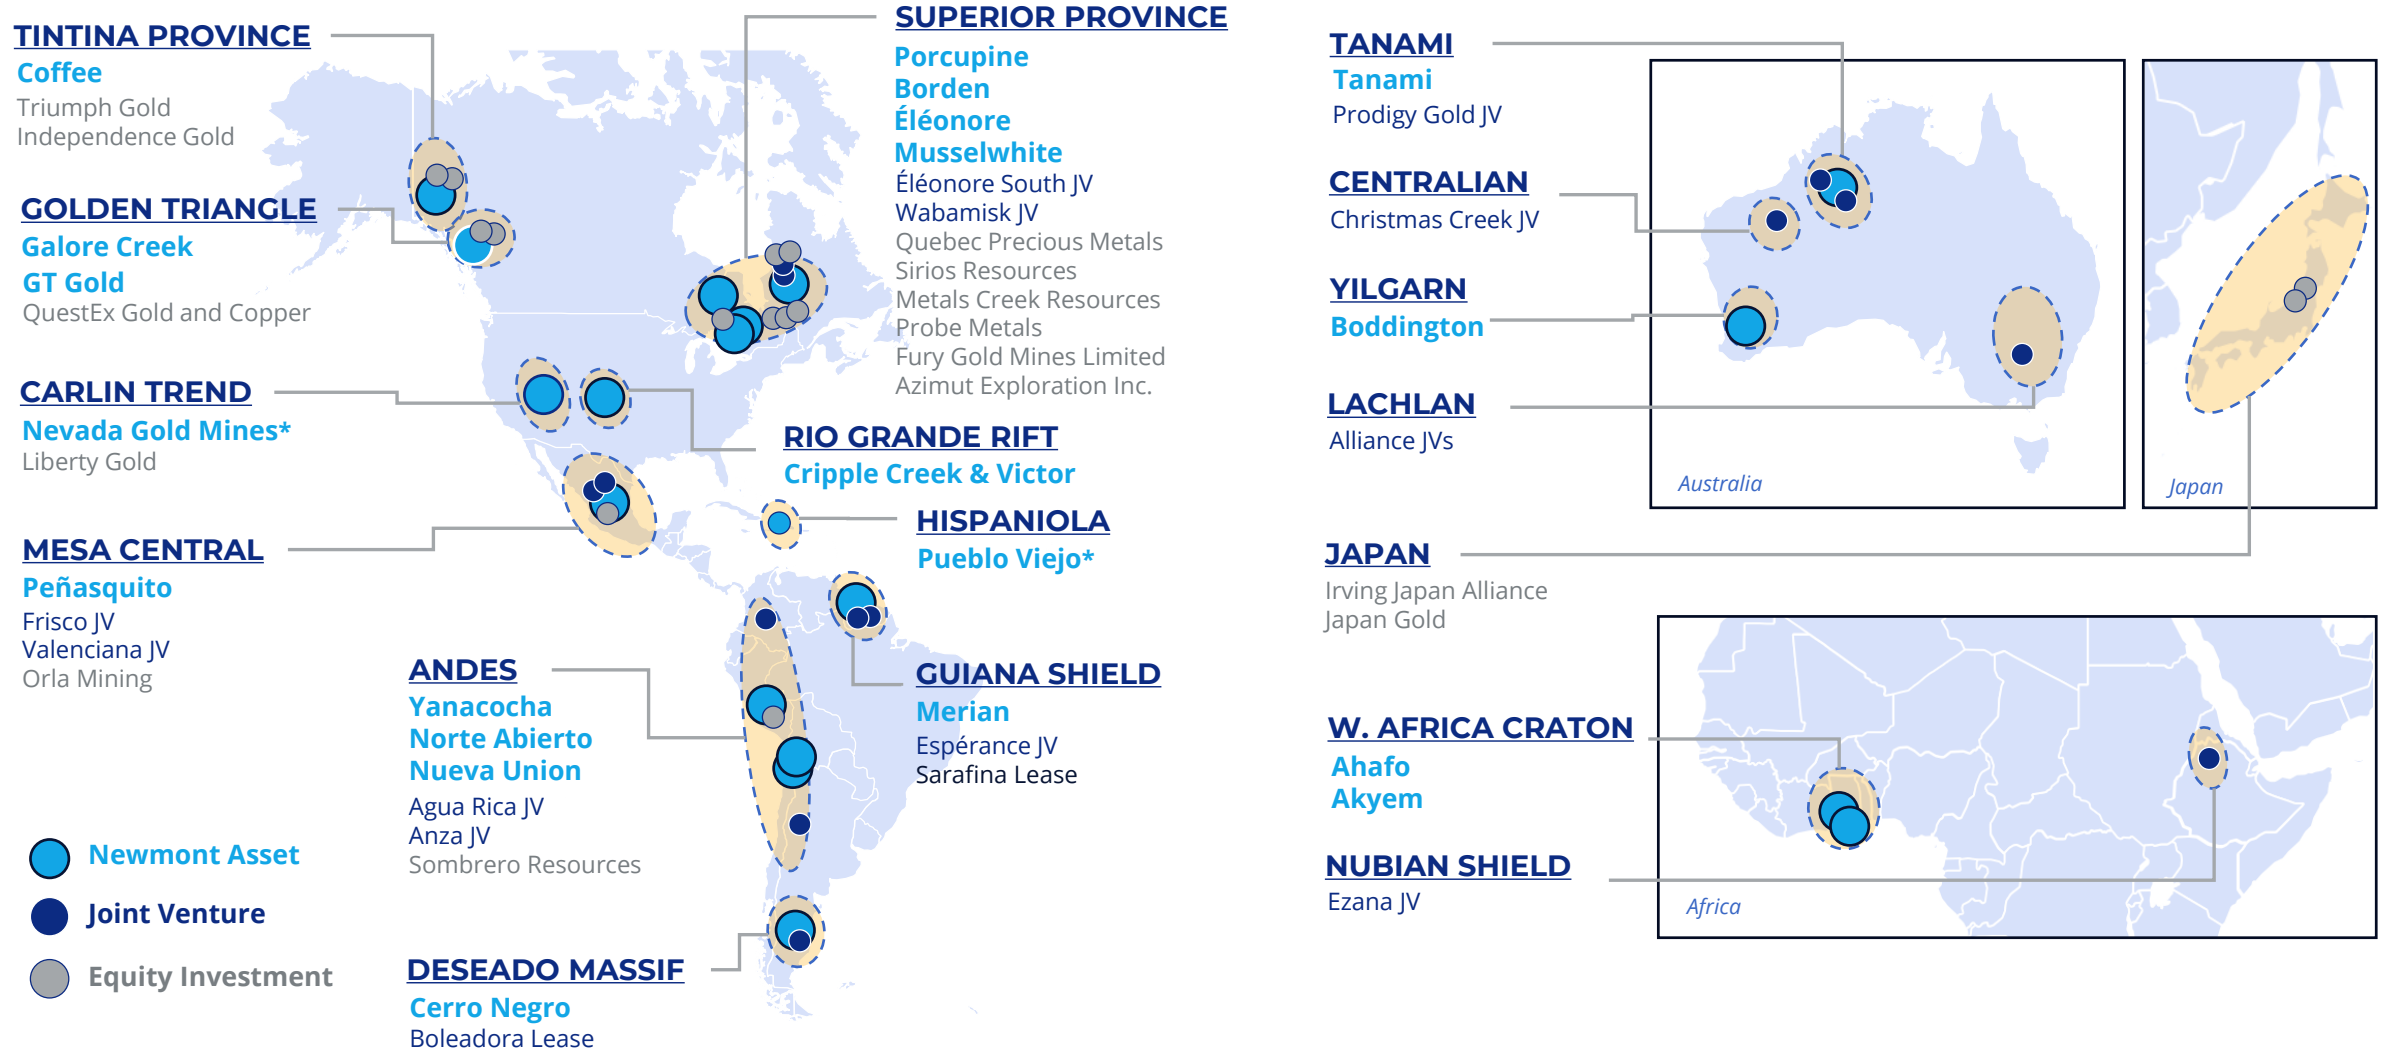 TINTINA PROVINCE
Coffee
Triumph Gold
Independence Gold
GOLDEN TRIANGLE
Galore Creek
GT Gold
QuestEx Gold and Copper
CARLIN TREND
Nevada Gold Mines*
Liberty Gold
MESA CENTRAL
Peñasquito
Frisco JV
Valenciana JV
Orla Mining
SUPERIOR PROVINCE
Porcupine
Borden
Éléonore
Musselwhite
Éléonore South JV
Wabamisk JV
Quebec Precious Metals
Sirios Resources
Metals Creek Resources
Probe Metals
Fury Gold Mines Limited
Azimut Exploration Inc.
RIO GRANDE RIFT
Cripple Creek & Victor
HISPANIOLA
Pueblo Viejo*
GUIANA SHIELD
Merian
Espérance JV
Sarafina Lease
ANDES
Yanacocha
Norte Abierto
Nueva Union
Agua Rica JV
Anza JV
Sombrero Resources
DESEADO MASSIF
Cerro Negro
Boleadora Lease
Newmont Asset
Joint Venture
Equity Investment
TANAMI
Tanami
Prodigy Gold JV
CENTRALIAN
Christmas Creek JV
YILGARN
Boddington
LACHLAN
Alliance JVs
Australia
Japan
JAPAN
Irving Japan Alliance
Japan Gold
W. AFRICA CRATON
Ahafo
Akyem
NUBIAN SHIELD
Ezana JV
Africa